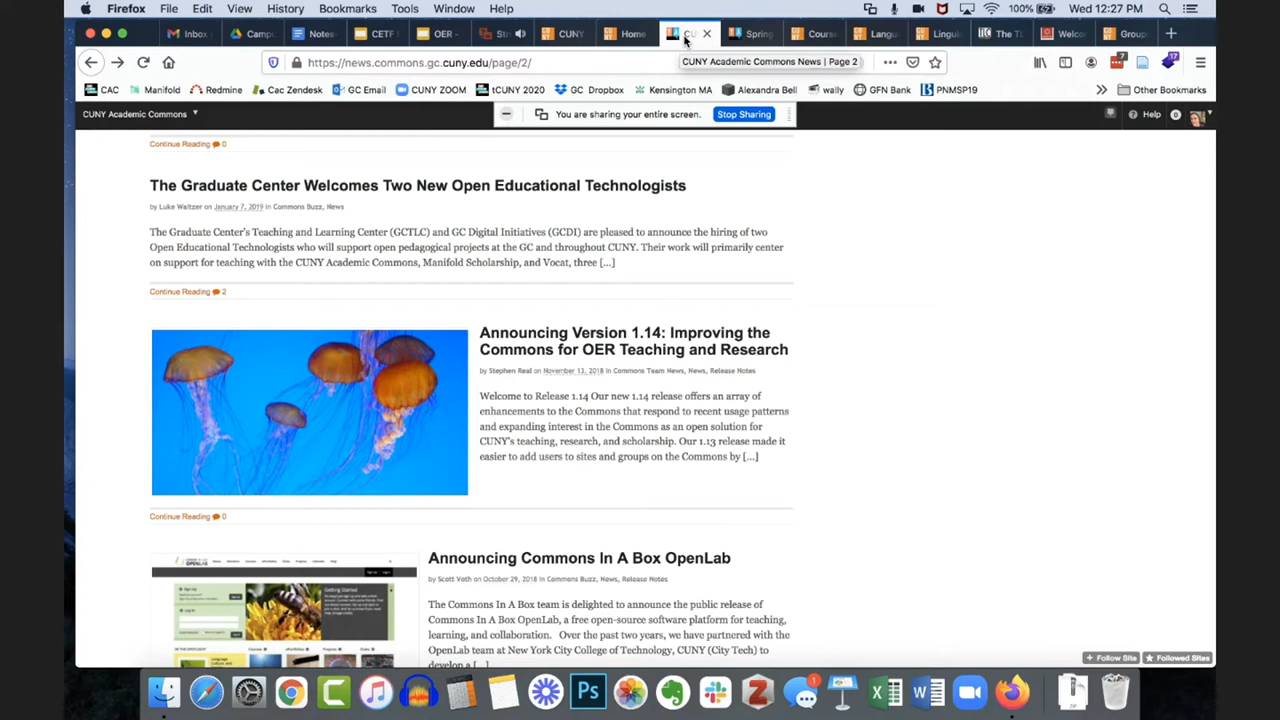 Firefox File Edit View History Bookmarks Tools Window Help 100% Wed 12:27 PM
Inbox Campu Notes- CETF OER - Str CUNY Home CU Spring Course Langu Linguis The TL Welco Group
https://news.commons.gc.cuny.edu/page/2/
CUNY Academic Commons News | Page 2
CAC Manifold Redmine Cac Zendesk GC Email CUNY ZOOM tCUNY 2020 GC Dropbox Kensington MA Alexandra Bell wally GFN Bank PNMSP19 Other Bookmarks
CUNY Academic Commons You are sharing your entire screen. Stop Sharing Help 0
Continue Reading 0
The Graduate Center Welcomes Two New Open Educational Technologists
by Luke Waltzer on January 7, 2019 in Commons Buzz, News
The Graduate Center's Teaching and Learning Center (GCTLC) and GC Digital Initiatives (GCDI) are pleased to announce the hiring of two
Open Educational Technologists who will support open pedagogical projects at the GC and throughout CUNY. Their work will primarily center
on support for teaching with the CUNY Academic Commons, Manifold Scholarship, and Vocat, three [...]
Continue Reading 2
Announcing Version 1.14: Improving the
Commons for OER Teaching and Research
by Stephen Real on November 13, 2018 in Commons Team News, News, Release Notes
Welcome to Release 1.14 Our new 1.14 release offers an array of
enhancements to the Commons that respond to recent usage patterns
and expanding interest in the Commons as an open solution for
CUNY's teaching, research, and scholarship. Our 1.13 release made it
easier to add users to sites and groups on the Commons by [...]
Continue Reading 0
Announcing Commons In A Box OpenLab
by Scott Voth on October 29, 2018 in Commons Buzz, News, Release Notes
The Commons In A Box team is delighted to announce the public release of
Commons In A Box OpenLab, a free open-source software platform for teaching,
learning, and collaboration. Over the past two years, we have partnered with the
OpenLab team at New York City College of Technology, CUNY (City Tech) to
develop a [...]
+ Follow Site Followed Sites